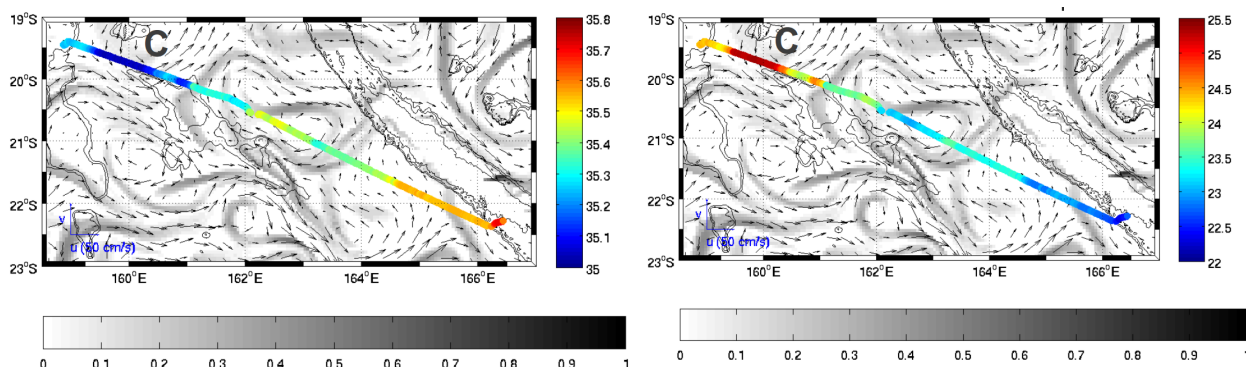 19°S
20°S
21°S
22°S
23°S
C
v
u (50 cm/s)
160°E
162°E
164°E
166°E
35.8
35.7
35.6
35.5
35.4
35.3
35.2
35.1
35
0 0.1 0.2 0.3 0.4 0.5 0.6 0.7 0.8 0.9 1
19°S
20°S
21°S
22°S
23°S
C
v
u (50 cm/s)
160°E
162°E
164°E
166°E
25.5
25
24.5
24
23.5
23
22.5
22
0 0.1 0.2 0.3 0.4 0.5 0.6 0.7 0.8 0.9 1